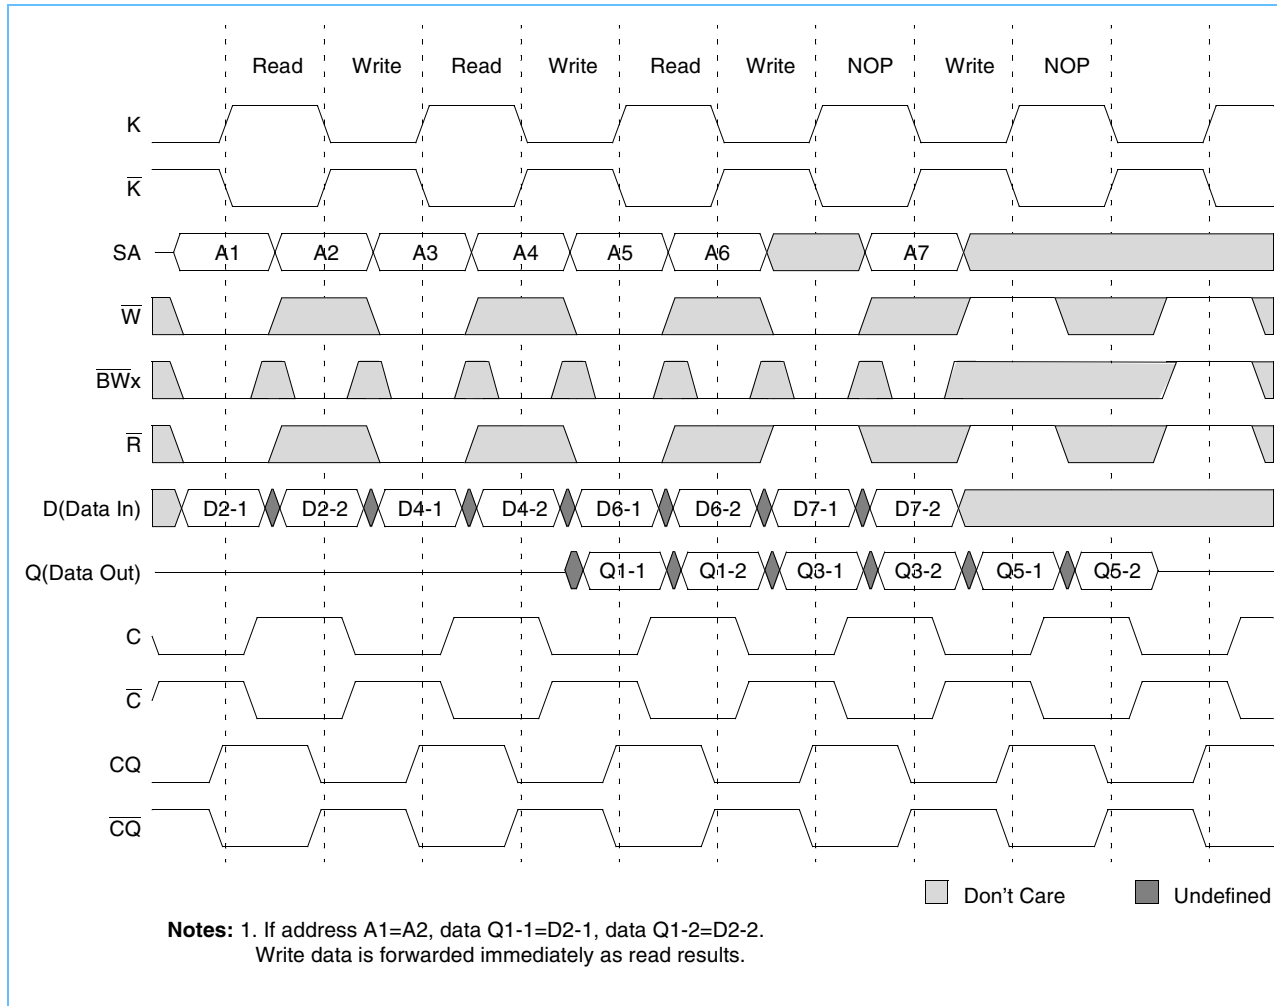 Read Write Read Write Read Write NOP Write NOP
K
K̅
SA A1 A2 A3 A4 A5 A6 A7
W̅
B̅W̅x
R̅
D(Data In) D2-1 D2-2 D4-1 D4-2 D6-1 D6-2 D7-1 D7-2
Q(Data Out) Q1-1 Q1-2 Q3-1 Q3-2 Q5-1 Q5-2
C
C̅
CQ
C̅Q̅
Don't Care Undefined
Notes: 1. If address A1=A2, data Q1-1=D2-1, data Q1-2=D2-2.
Write data is forwarded immediately as read results.